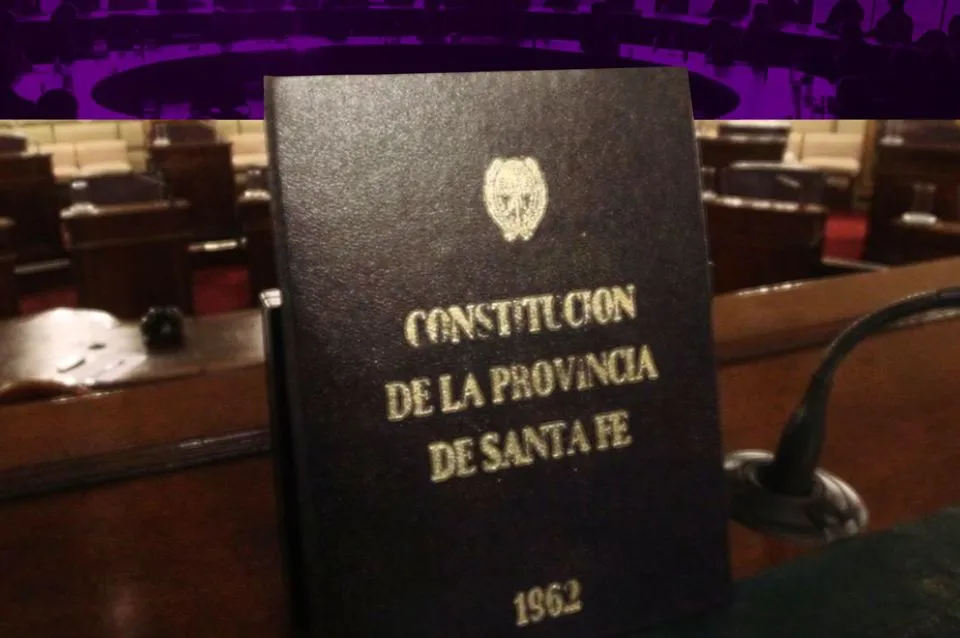 CONSTITUCION
DE LA PROVINCIA
DE SANTA FE
1962